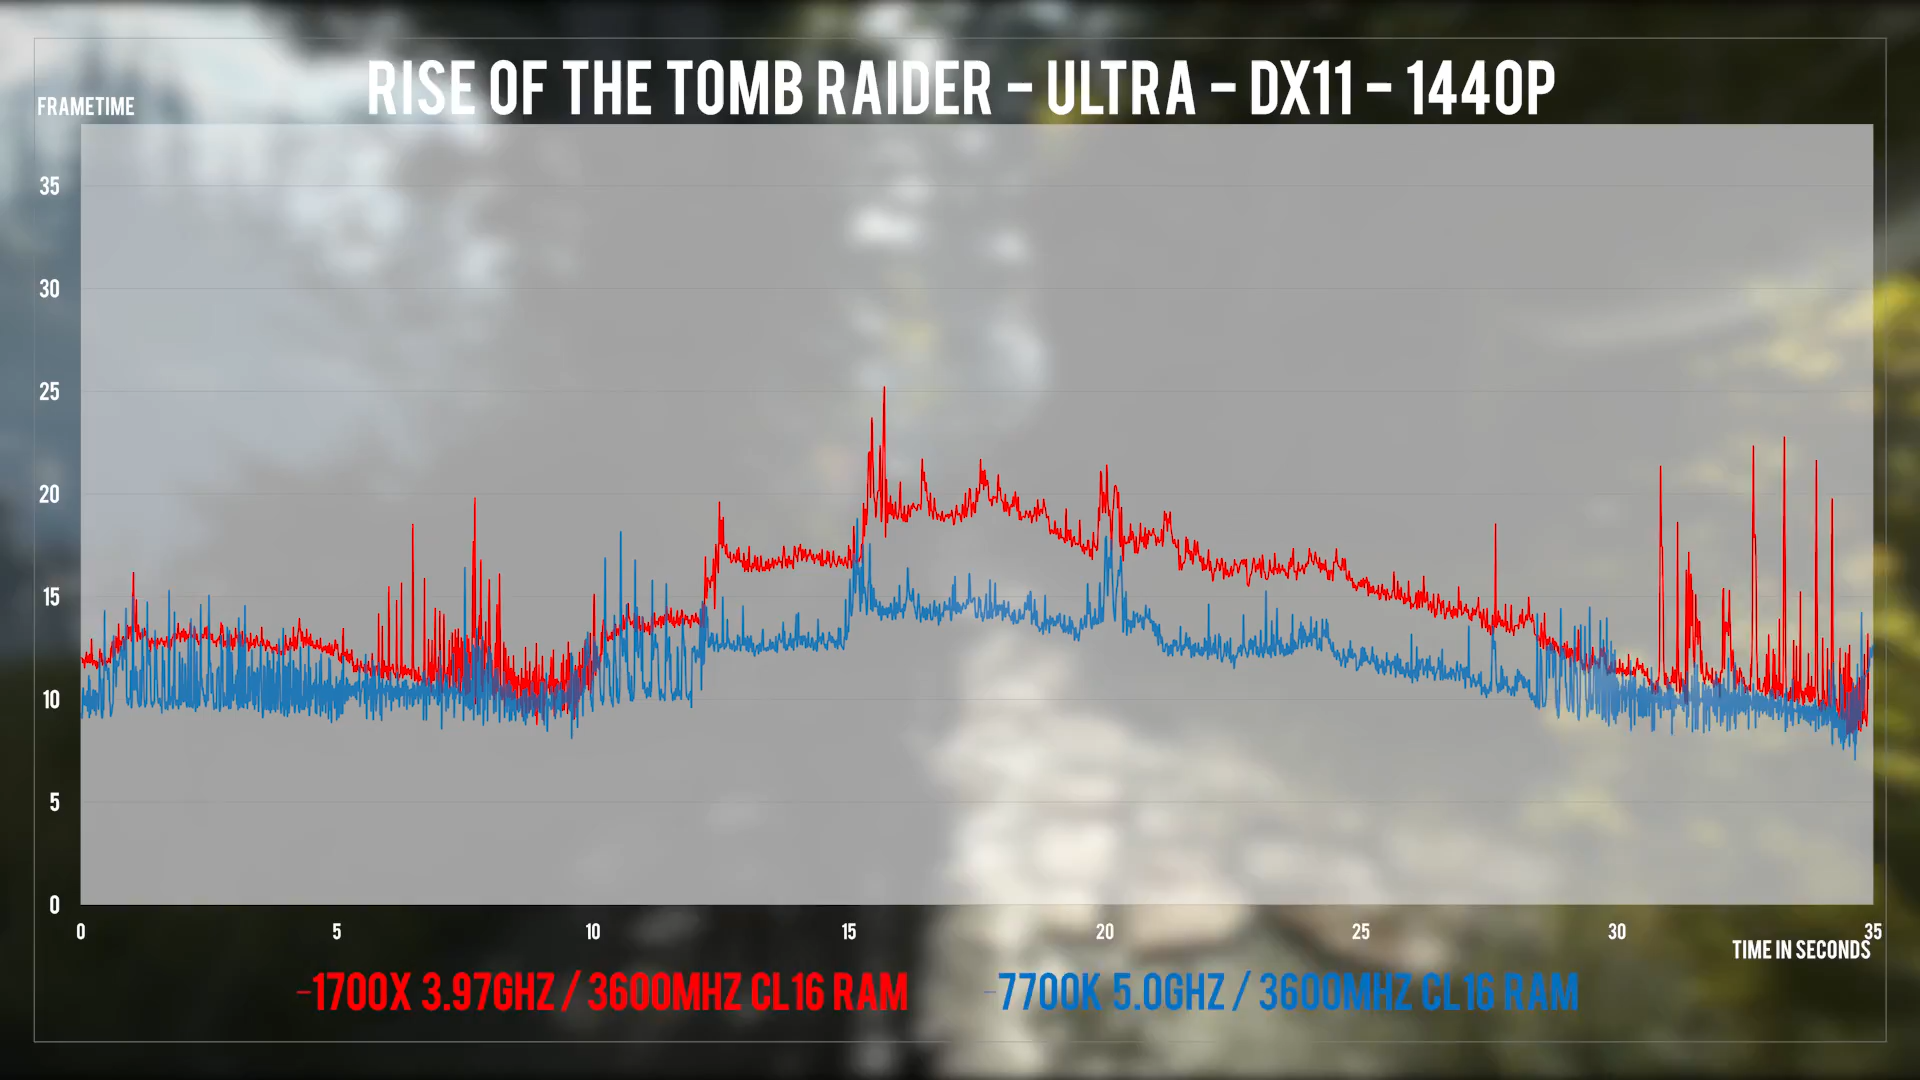 RISE OF THE TOMB RAIDER - ULTRA - DX11 - 1440P
FRAMETIME
35
30
25
20
15
10
5
0
0 5 10 15 20 25 30 35
TIME IN SECONDS
-1700X 3.97GHZ / 3600MHZ CL16 RAM -7700K 5.0GHZ / 3600MHZ CL16 RAM